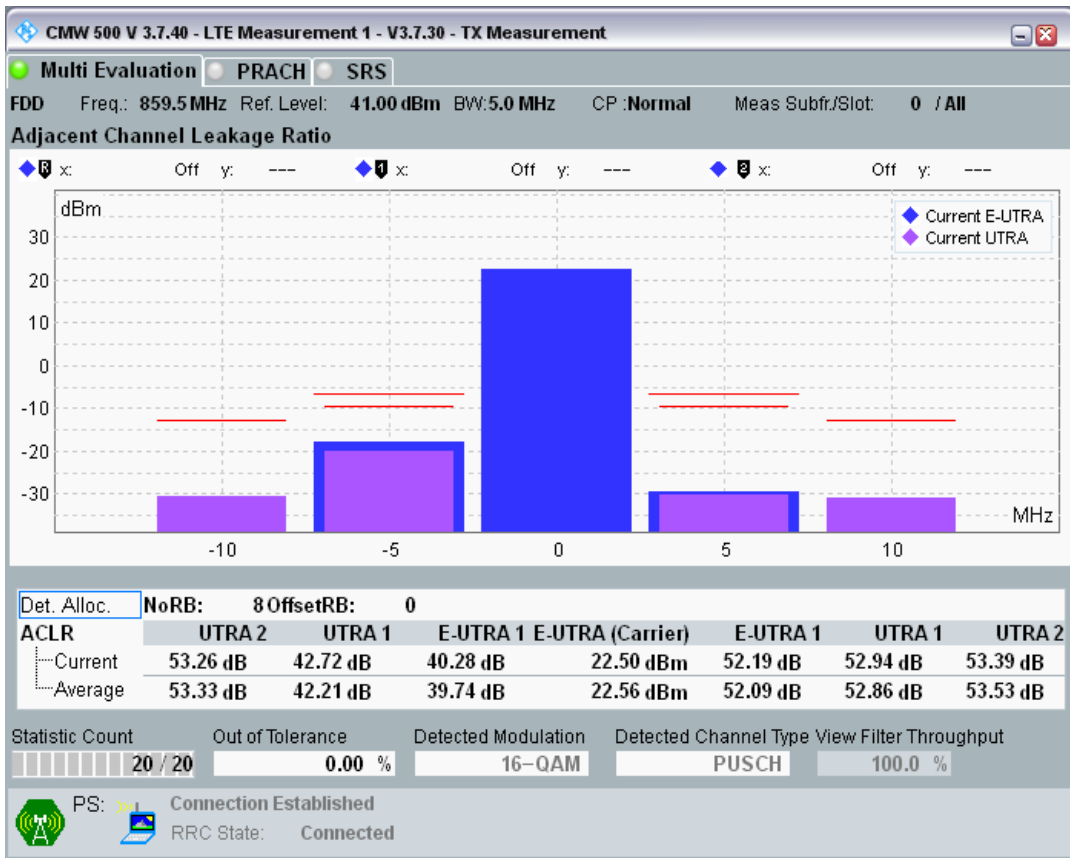 CMW 500 V 3.7.40 - LTE Measurement 1 - V3.7.30 - TX Measurement
Multi Evaluation PRACH SRS
FDD Freq.: 859.5 MHz Ref. Level: 41.00 dBm BW:5.0 MHz CP :Normal Meas Subfr./Slot: 0 / All
Adjacent Channel Leakage Ratio
R x: Off y: --- 1 x: Off y: --- 2 x: Off y: ---
dBm
Current E-UTRA
Current UTRA
30
20
10
0
-10
-20
-30
MHz
-10 -5 0 5 10
Det. Alloc. NoRB: 8 OffsetRB: 0
ACLR UTRA 2 UTRA 1 E-UTRA 1 E-UTRA (Carrier) E-UTRA 1 UTRA 1 UTRA 2
Current 53.26 dB 42.72 dB 40.28 dB 22.50 dBm 52.19 dB 52.94 dB 53.39 dB
Average 53.33 dB 42.21 dB 39.74 dB 22.56 dBm 52.09 dB 52.86 dB 53.53 dB
Statistic Count Out of Tolerance Detected Modulation Detected Channel Type View Filter Throughput
20 / 20 0.00 % 16-QAM PUSCH 100.0 %
PS: Connection Established
RRC State: Connected